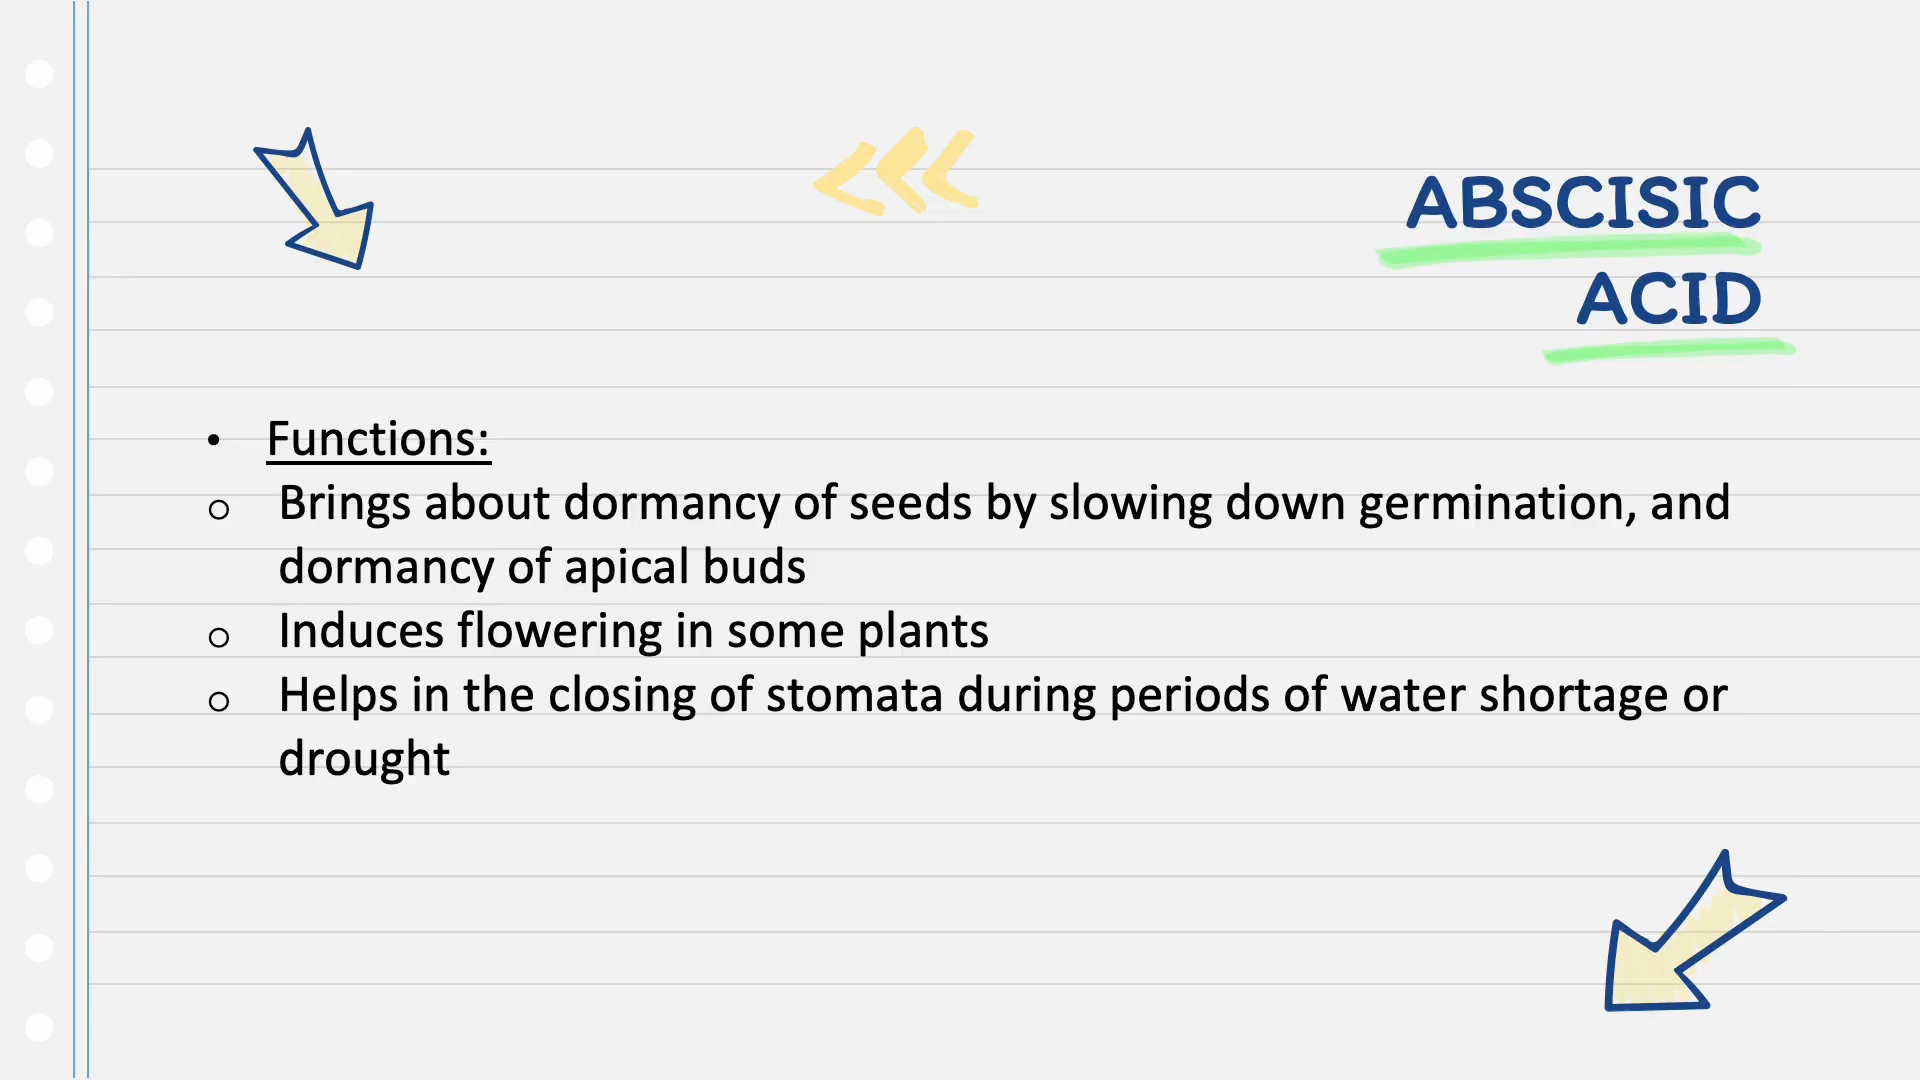 ABSCISIC
ACID
• Functions:
o Brings about dormancy of seeds by slowing down germination, and
dormancy of apical buds
o Induces flowering in some plants
o Helps in the closing of stomata during periods of water shortage or
drought